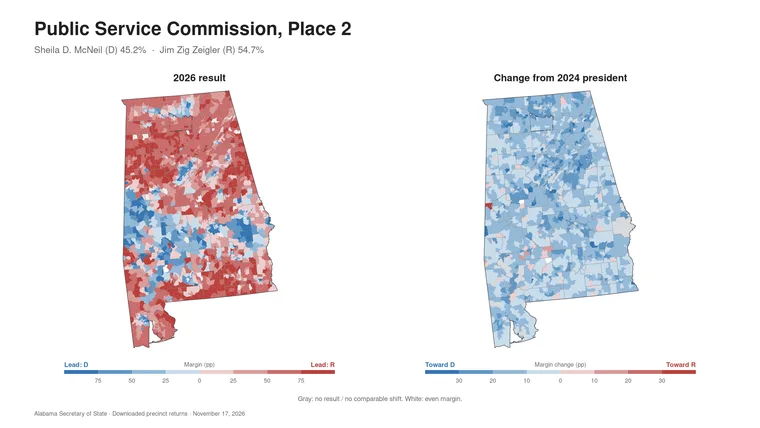 Public Service Commission, Place 2
Sheila D. McNeil (D) 45.2% · Jim Zig Zeigler (R) 54.7%
2026 result
Change from 2024 president
Lead: D Margin (pp) Lead: R
75 50 25 0 25 50 75
Toward D Margin change (pp) Toward R
30 20 10 0 10 20 30
Gray: no result / no comparable shift. White: even margin.
Alabama Secretary of State · Downloaded precinct returns · November 17, 2026